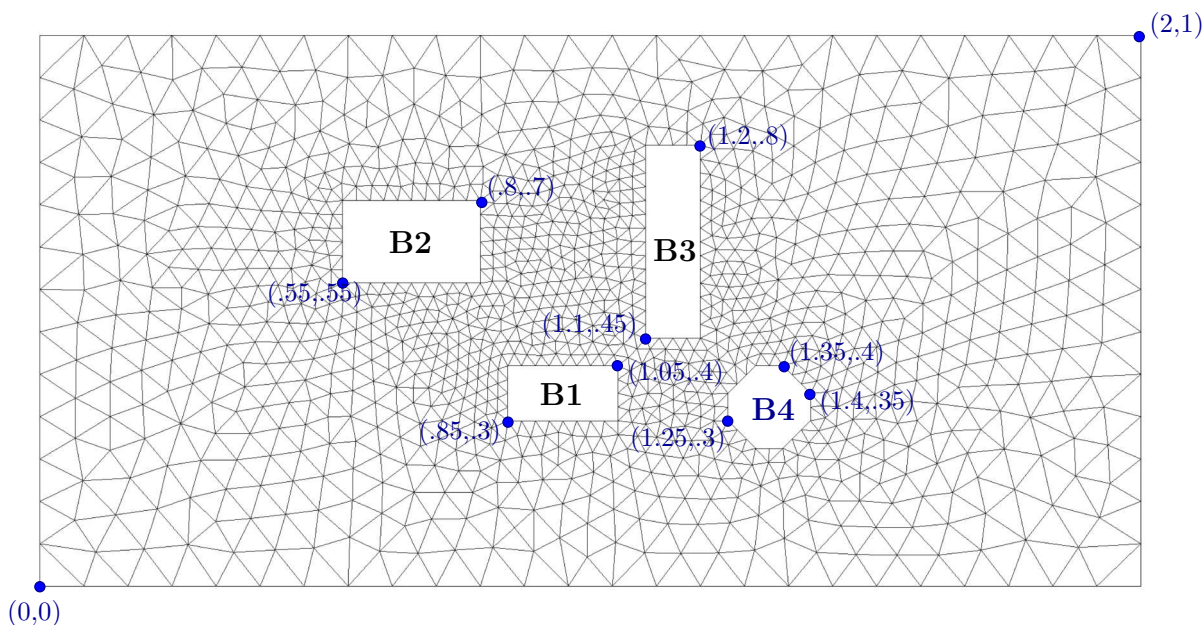 (2,1)
(1.2,.8)
(.8,.7)
B2
B3
(.55,.55)
(1.1,.45)
(1.35,.4)
(1.05,.4)
B1
B4
(1.4,.35)
(.85,.3)
(1.25,.3)
(0,0)